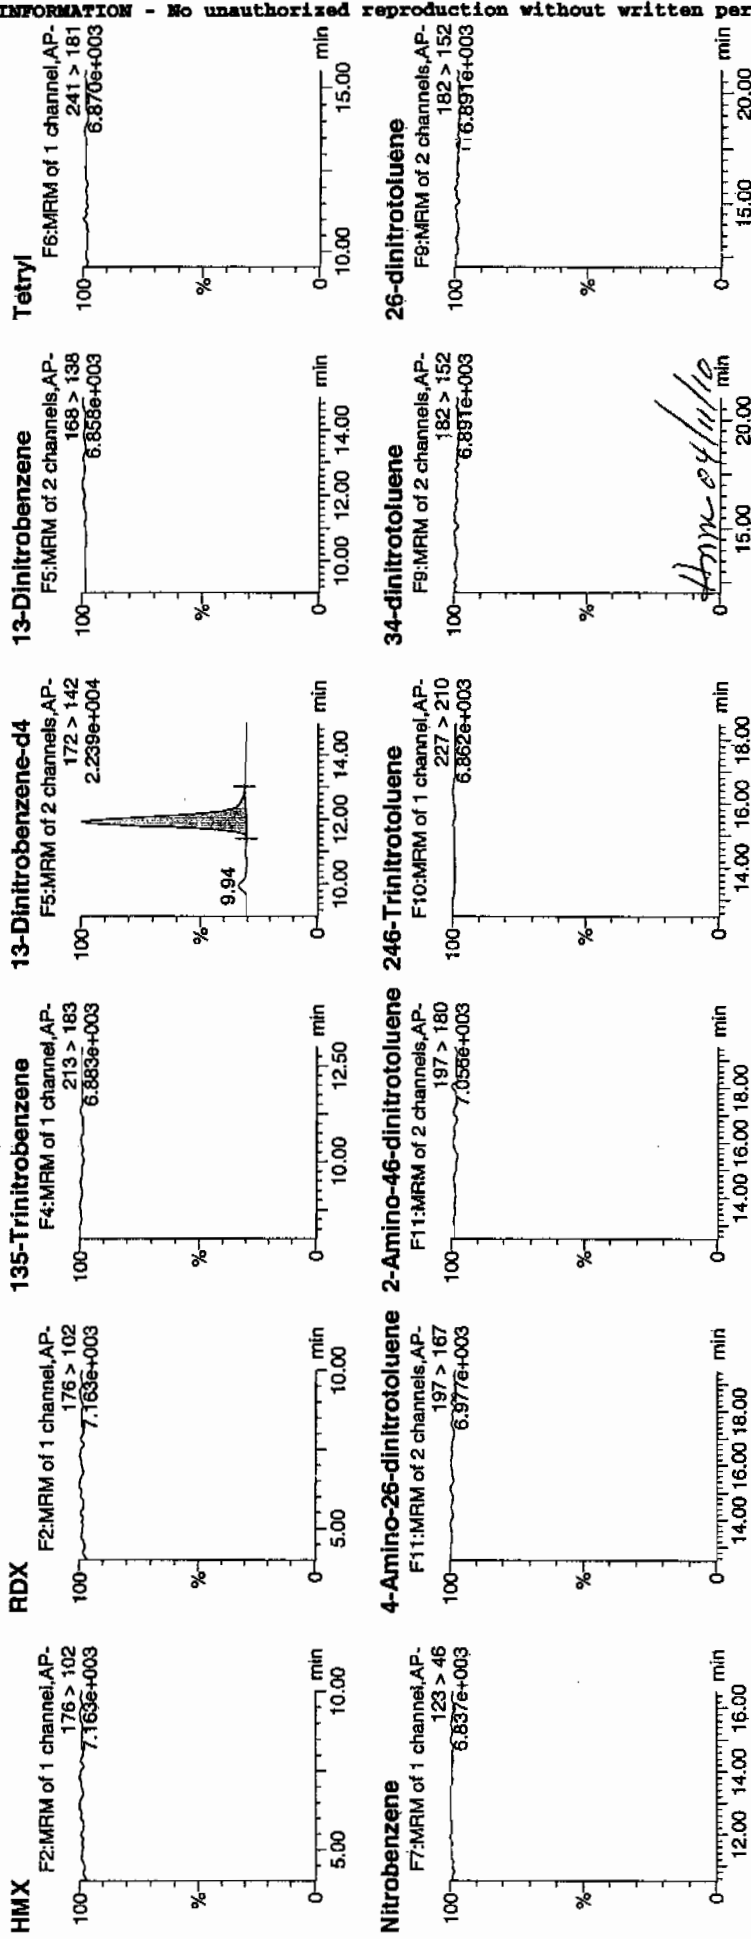 INFORMATION - No unauthorized reproduction without written per
HMX
F2:MRM of 1 channel,AP-
176 > 102
7.163e+003
100
%
0
5.00
10.00
min
RDX
F2:MRM of 1 channel,AP-
176 > 102
7.163e+003
100
%
0
5.00
10.00
min
135-Trinitrobenzene
F4:MRM of 1 channel,AP-
213 > 183
6.883e+003
100
%
0
10.00
12.50
min
13-Dinitrobenzene-d4
F5:MRM of 2 channels,AP-
172 > 142
2.239e+004
100
%
9.94
0
10.00
12.00
14.00
min
13-Dinitrobenzene
F5:MRM of 2 channels,AP-
168 > 138
6.858e+003
100
%
0
10.00
12.00
14.00
min
Tetryl
F6:MRM of 1 channel,AP-
241 > 181
6.870e+003
100
%
0
10.00
15.00
min
Nitrobenzene
F7:MRM of 1 channel,AP-
123 > 46
6.837e+003
100
%
0
12.00
14.00
16.00
min
4-Amino-26-dinitrotoluene
F11:MRM of 2 channels,AP-
197 > 167
6.977e+003
100
%
0
14.00
16.00
18.00
min
2-Amino-46-dinitrotoluene
F11:MRM of 2 channels,AP-
197 > 180
7.056e+003
100
%
0
14.00
16.00
18.00
min
246-Trinitrotoluene
F10:MRM of 1 channel,AP-
227 > 210
6.862e+003
100
%
0
14.00
16.00
18.00
min
34-dinitrotoluene
F9:MRM of 2 channels,AP-
182 > 152
6.891e+003
100
%
0
15.00
20.00
min
04/11/10
26-dinitrotoluene
F9:MRM of 2 channels,AP-
182 > 152
6.891e+003
100
%
0
15.00
20.00
min